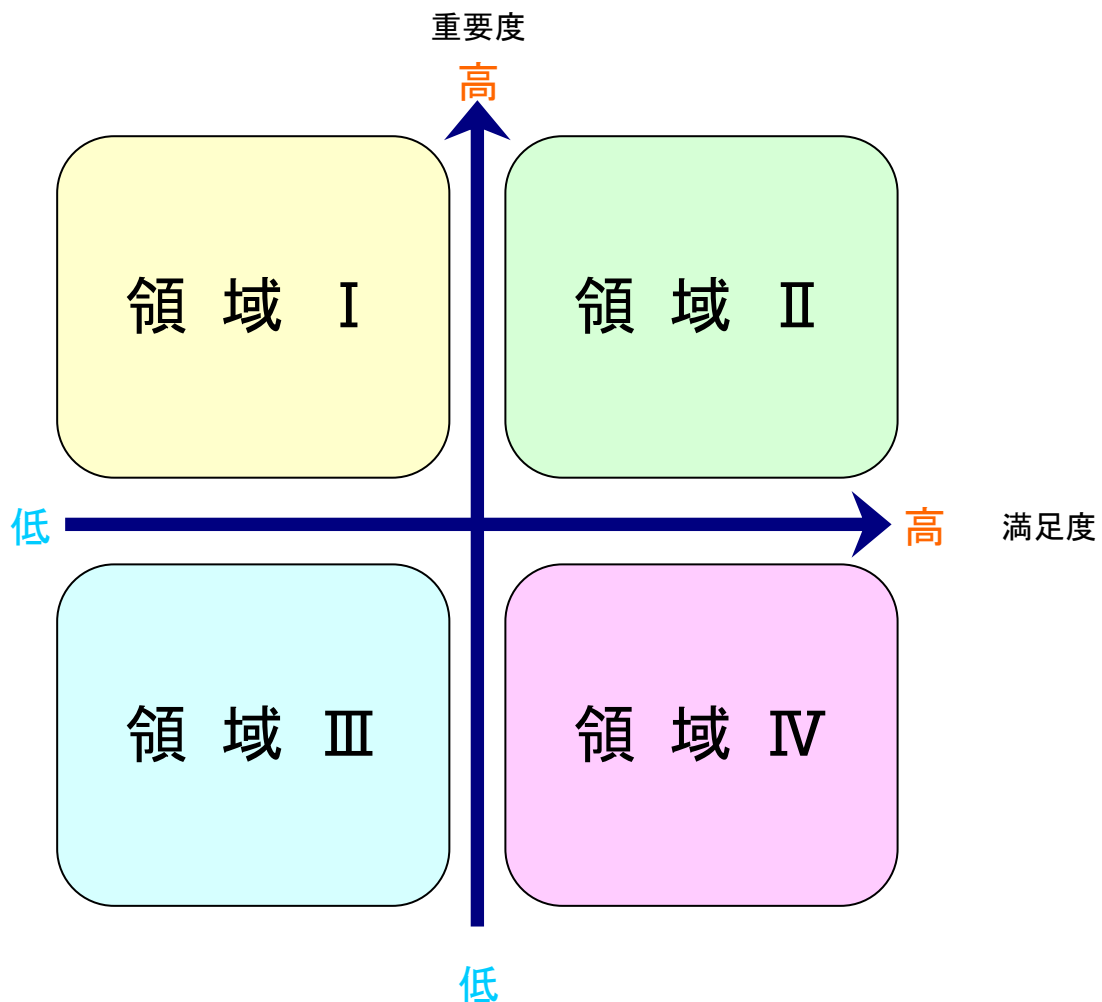 重要度
高
領 域 Ⅰ
領 域 Ⅱ
低
高
満足度
領 域 Ⅲ
領 域 Ⅳ
低